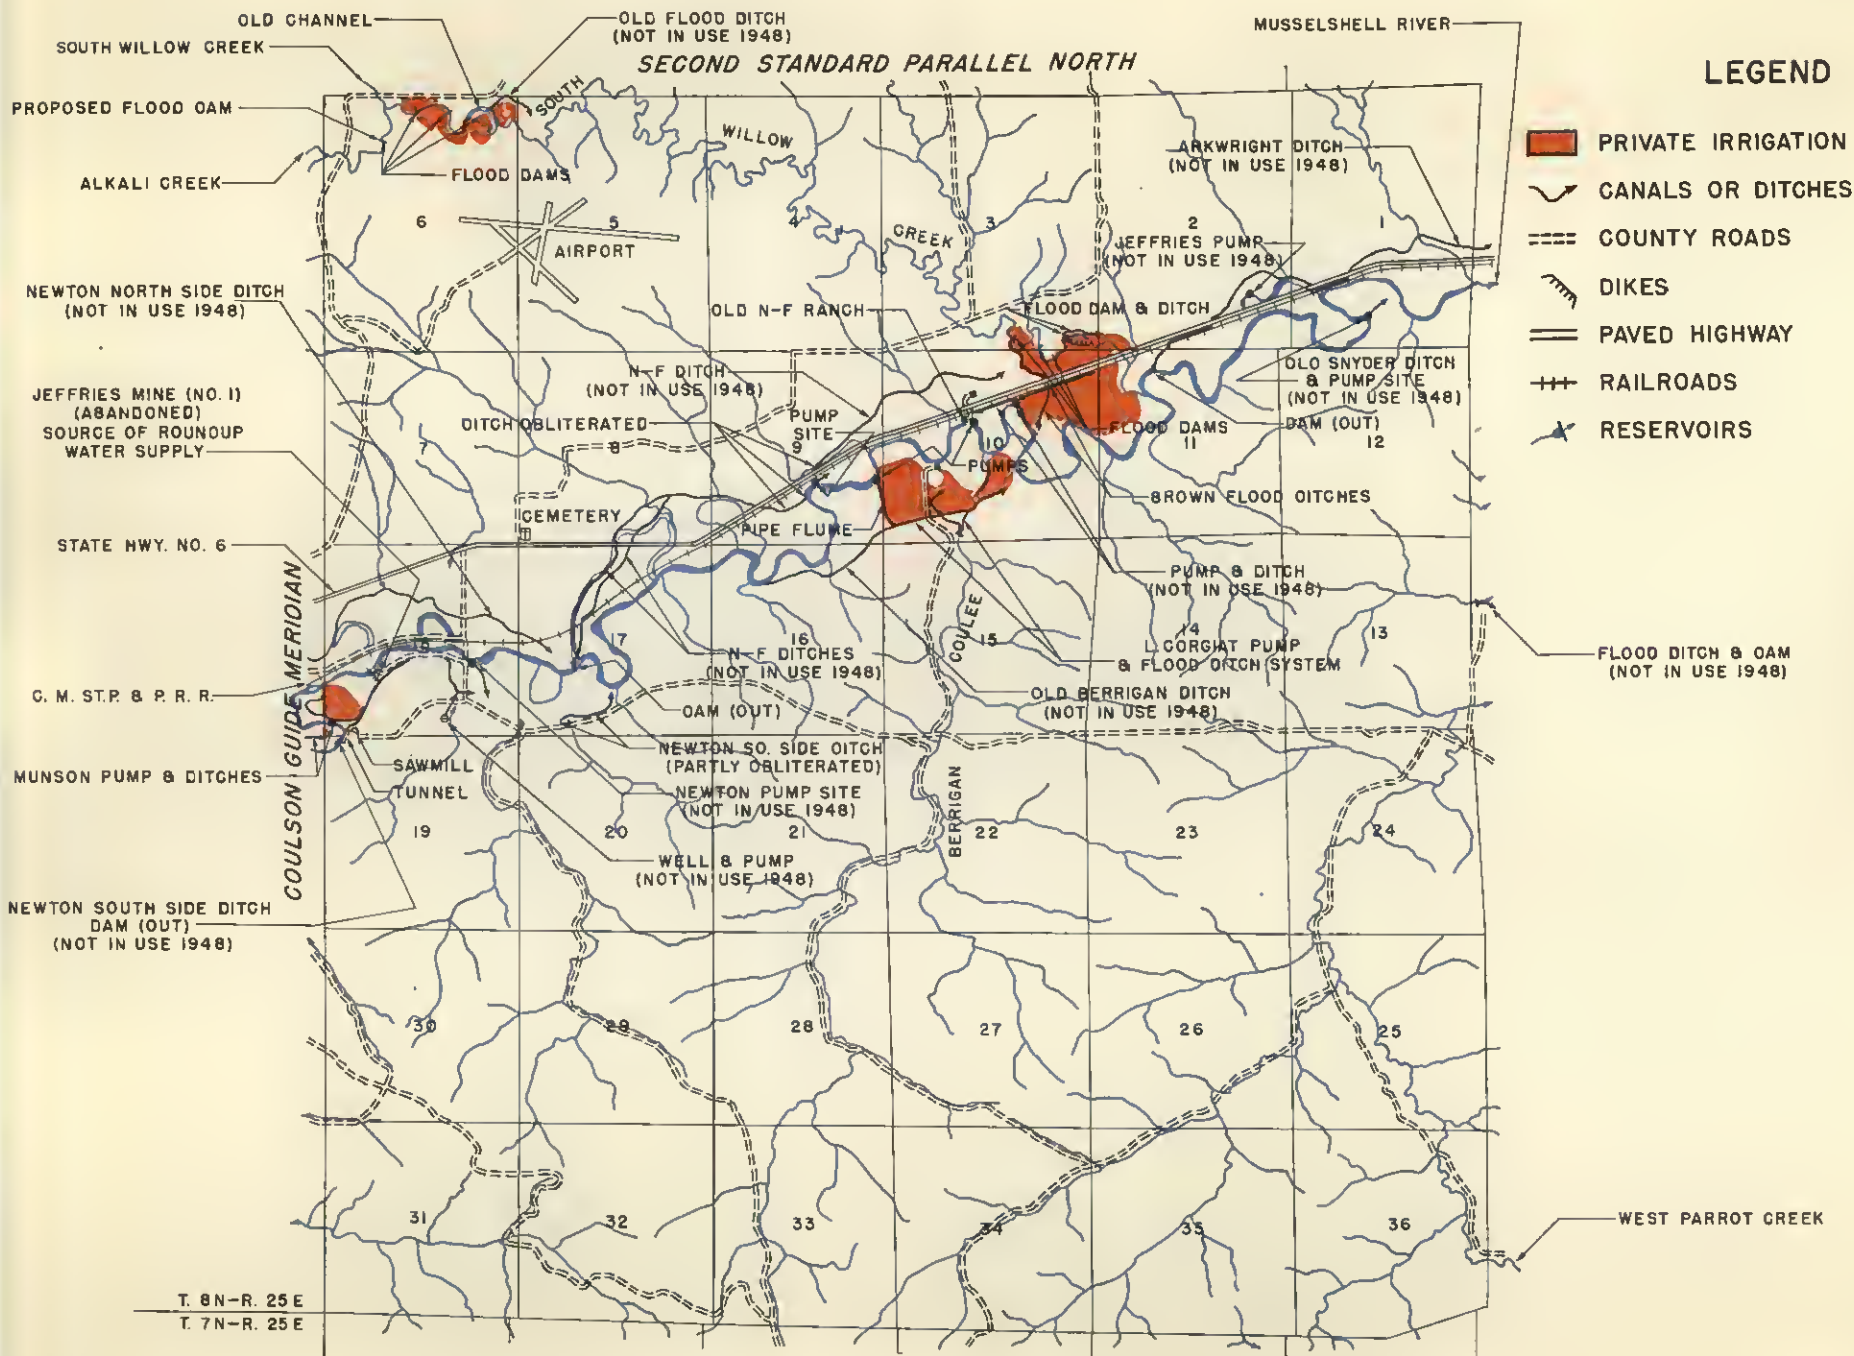 OLD CHANNEL
OLD FLOOD DITCH
(NOT IN USE 1948)
MUSSELSHELL RIVER
SOUTH WILLOW CREEK
SECOND STANDARD PARALLEL NORTH
LEGEND
PRIVATE IRRIGATION
CANALS OR DITCHES
COUNTY ROADS
DIKES
PAVED HIGHWAY
RAILROADS
RESERVOIRS
PROPOSED FLOOD DAM
SOUTH
WILLOW
CREEK
ARKWRIGHT DITCH
(NOT IN USE 1948)
ALKALI CREEK
FLOOD DAMS
6
5
4
3
2
1
AIRPORT
JEFFRIES PUMP
(NOT IN USE 1948)
NEWTON NORTH SIDE DITCH
(NOT IN USE 1948)
OLD N-F RANCH
FLOOD DAM & DITCH
N-F DITCH
(NOT IN USE 1948)
OLD SNYDER DITCH
& PUMP SITE
(NOT IN USE 1948)
JEFFRIES MINE (NO. 1)
(ABANDONED)
SOURCE OF ROUNDUP
WATER SUPPLY
DITCH OBLITERATED
PUMP
SITE
FLOOD DAMS
DAM (OUT)
7
8
9
10
11
12
PUMPS
BROWN FLOOD DITCHES
CEMETERY
PIPE FLUME
STATE HWY. NO. 6
COULSON GUIDE MERIDIAN
PUMP & DITCH
(NOT IN USE 1948)
COULEE
18
17
16
15
14
13
L. CORGIAT PUMP
& FLOOD DITCH SYSTEM
N-F DITCHES
(NOT IN USE 1948)
FLOOD DITCH & DAM
(NOT IN USE 1948)
C. M. ST. P. & P. R. R.
OLD BERRIGAN DITCH
(NOT IN USE 1948)
DAM (OUT)
NEWTON SO. SIDE DITCH
(PARTLY OBLITERATED)
MUNSON PUMP & DITCHES
SAWMILL
TUNNEL
NEWTON PUMP SITE
(NOT IN USE 1948)
BERRIGAN
19
20
21
22
23
24
WELL & PUMP
(NOT IN USE 1948)
NEWTON SOUTH SIDE DITCH
DAM (OUT)
(NOT IN USE 1948)
30
29
28
27
26
25
31
32
33
34
35
36
WEST PARROT CREEK
T. 8N-R. 25E
T. 7N-R. 25E